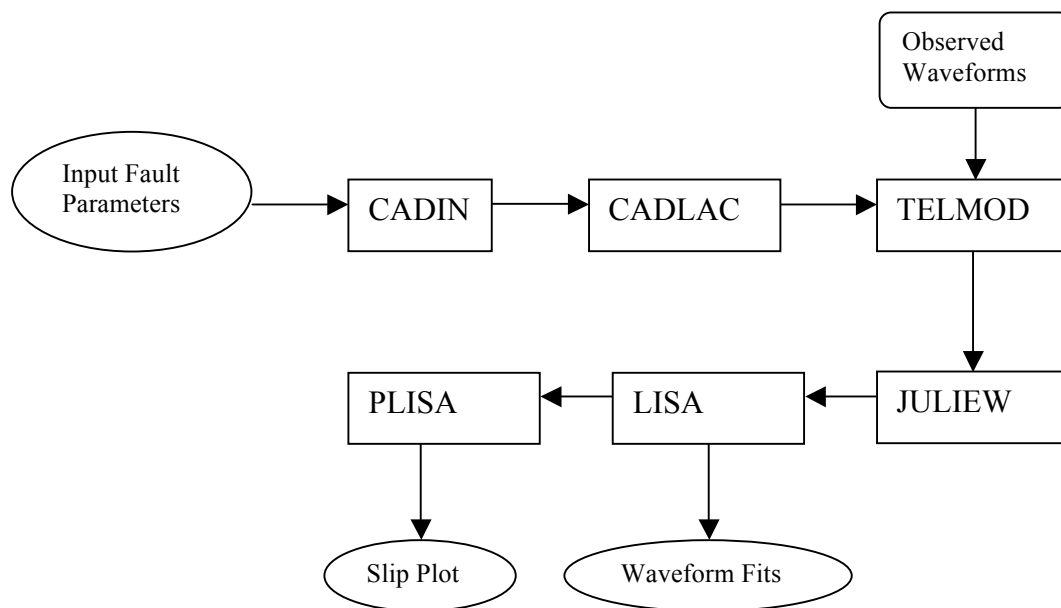 Observed
Waveforms
Input Fault
Parameters
CADIN
CADLAC
TELMOD
PLISA
LISA
JULIEW
Slip Plot
Waveform Fits